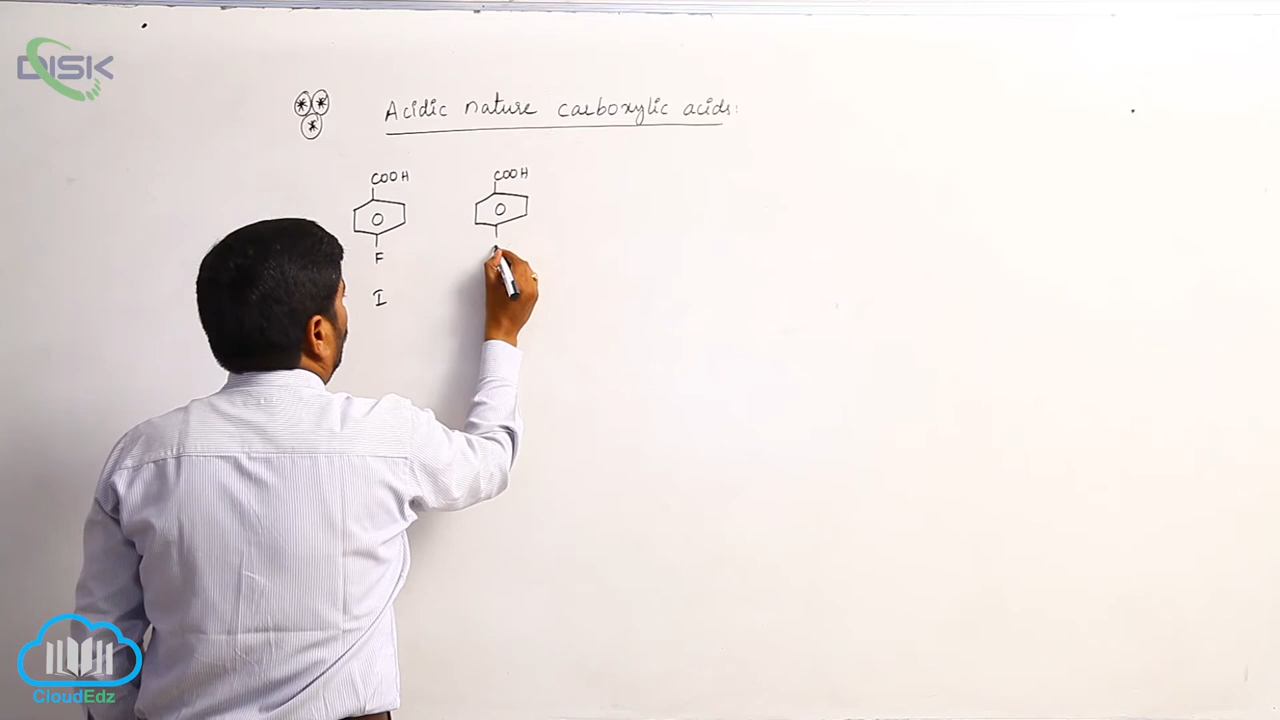 DISK
Acidic nature carboxylic acids:
COOH COOH
F
I
CloudEdz